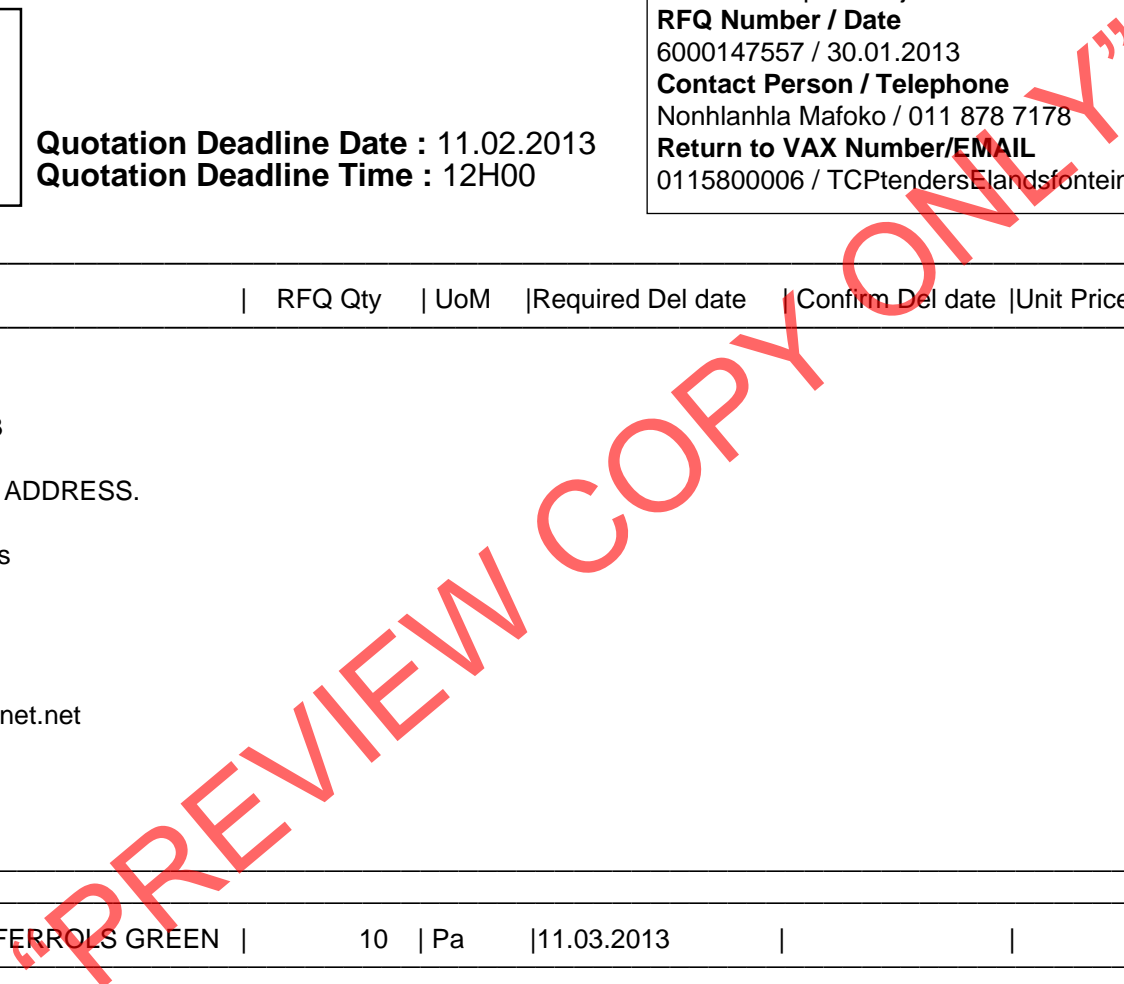 RFQ Number / Date
6000147557 / 30.01.2013
Contact Person / Telephone
Nonhlanhla Mafoko / 011 878 7178
Return to VAX Number/EMAIL
0115800006 / TCPtendersElandsfontein
Quotation Deadline Date : 11.02.2013
Quotation Deadline Time : 12H00
| RFQ Qty | UoM |Required Del date | Confirm Del date |Unit Price
ADDRESS.
s
net.net
FERROLS GREEN | 10 | Pa |11.03.2013 | |
“PREVIEW COPY ONLY”